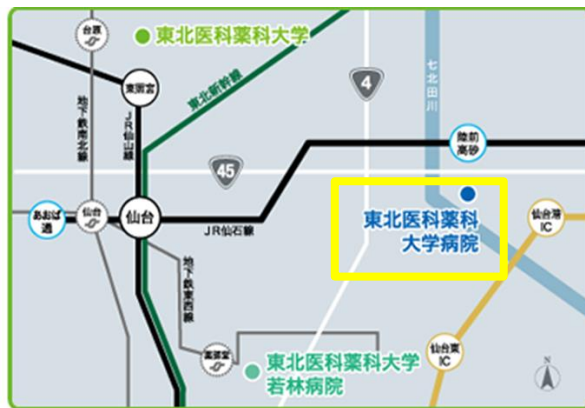 台原
東北医科薬科大学
東照宮
地下鉄南北線
JR仙山線
東北新幹線
4
七北田川
陸前
高砂
45
あおば
通
仙台
仙台
JR仙石線
東北医科薬科
大学病院
仙台港
IC
地下鉄東西線
薬師堂
東北医科薬科大学
若林病院
仙台東
IC
N